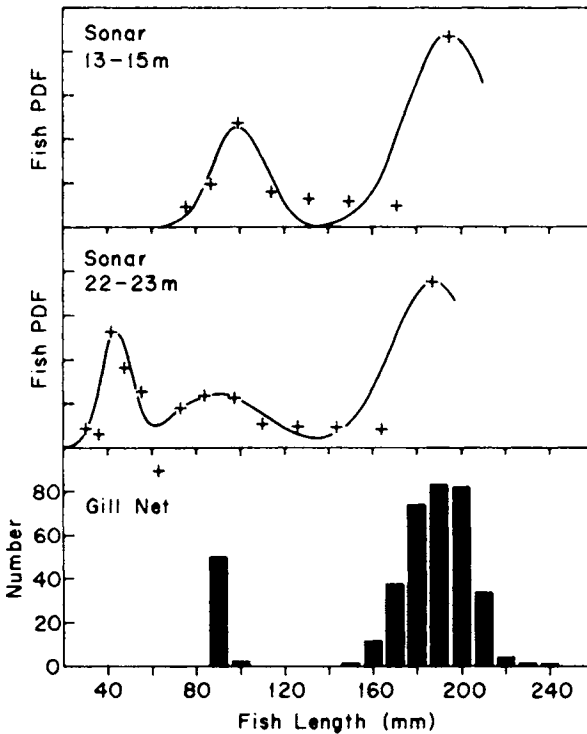 Sonar
13-15m
Fish PDF
Sonar
22-23m
Fish PDF
Gill Net
Number
80
60
40
20
0
40 80 120 160 200 240
Fish Length (mm)